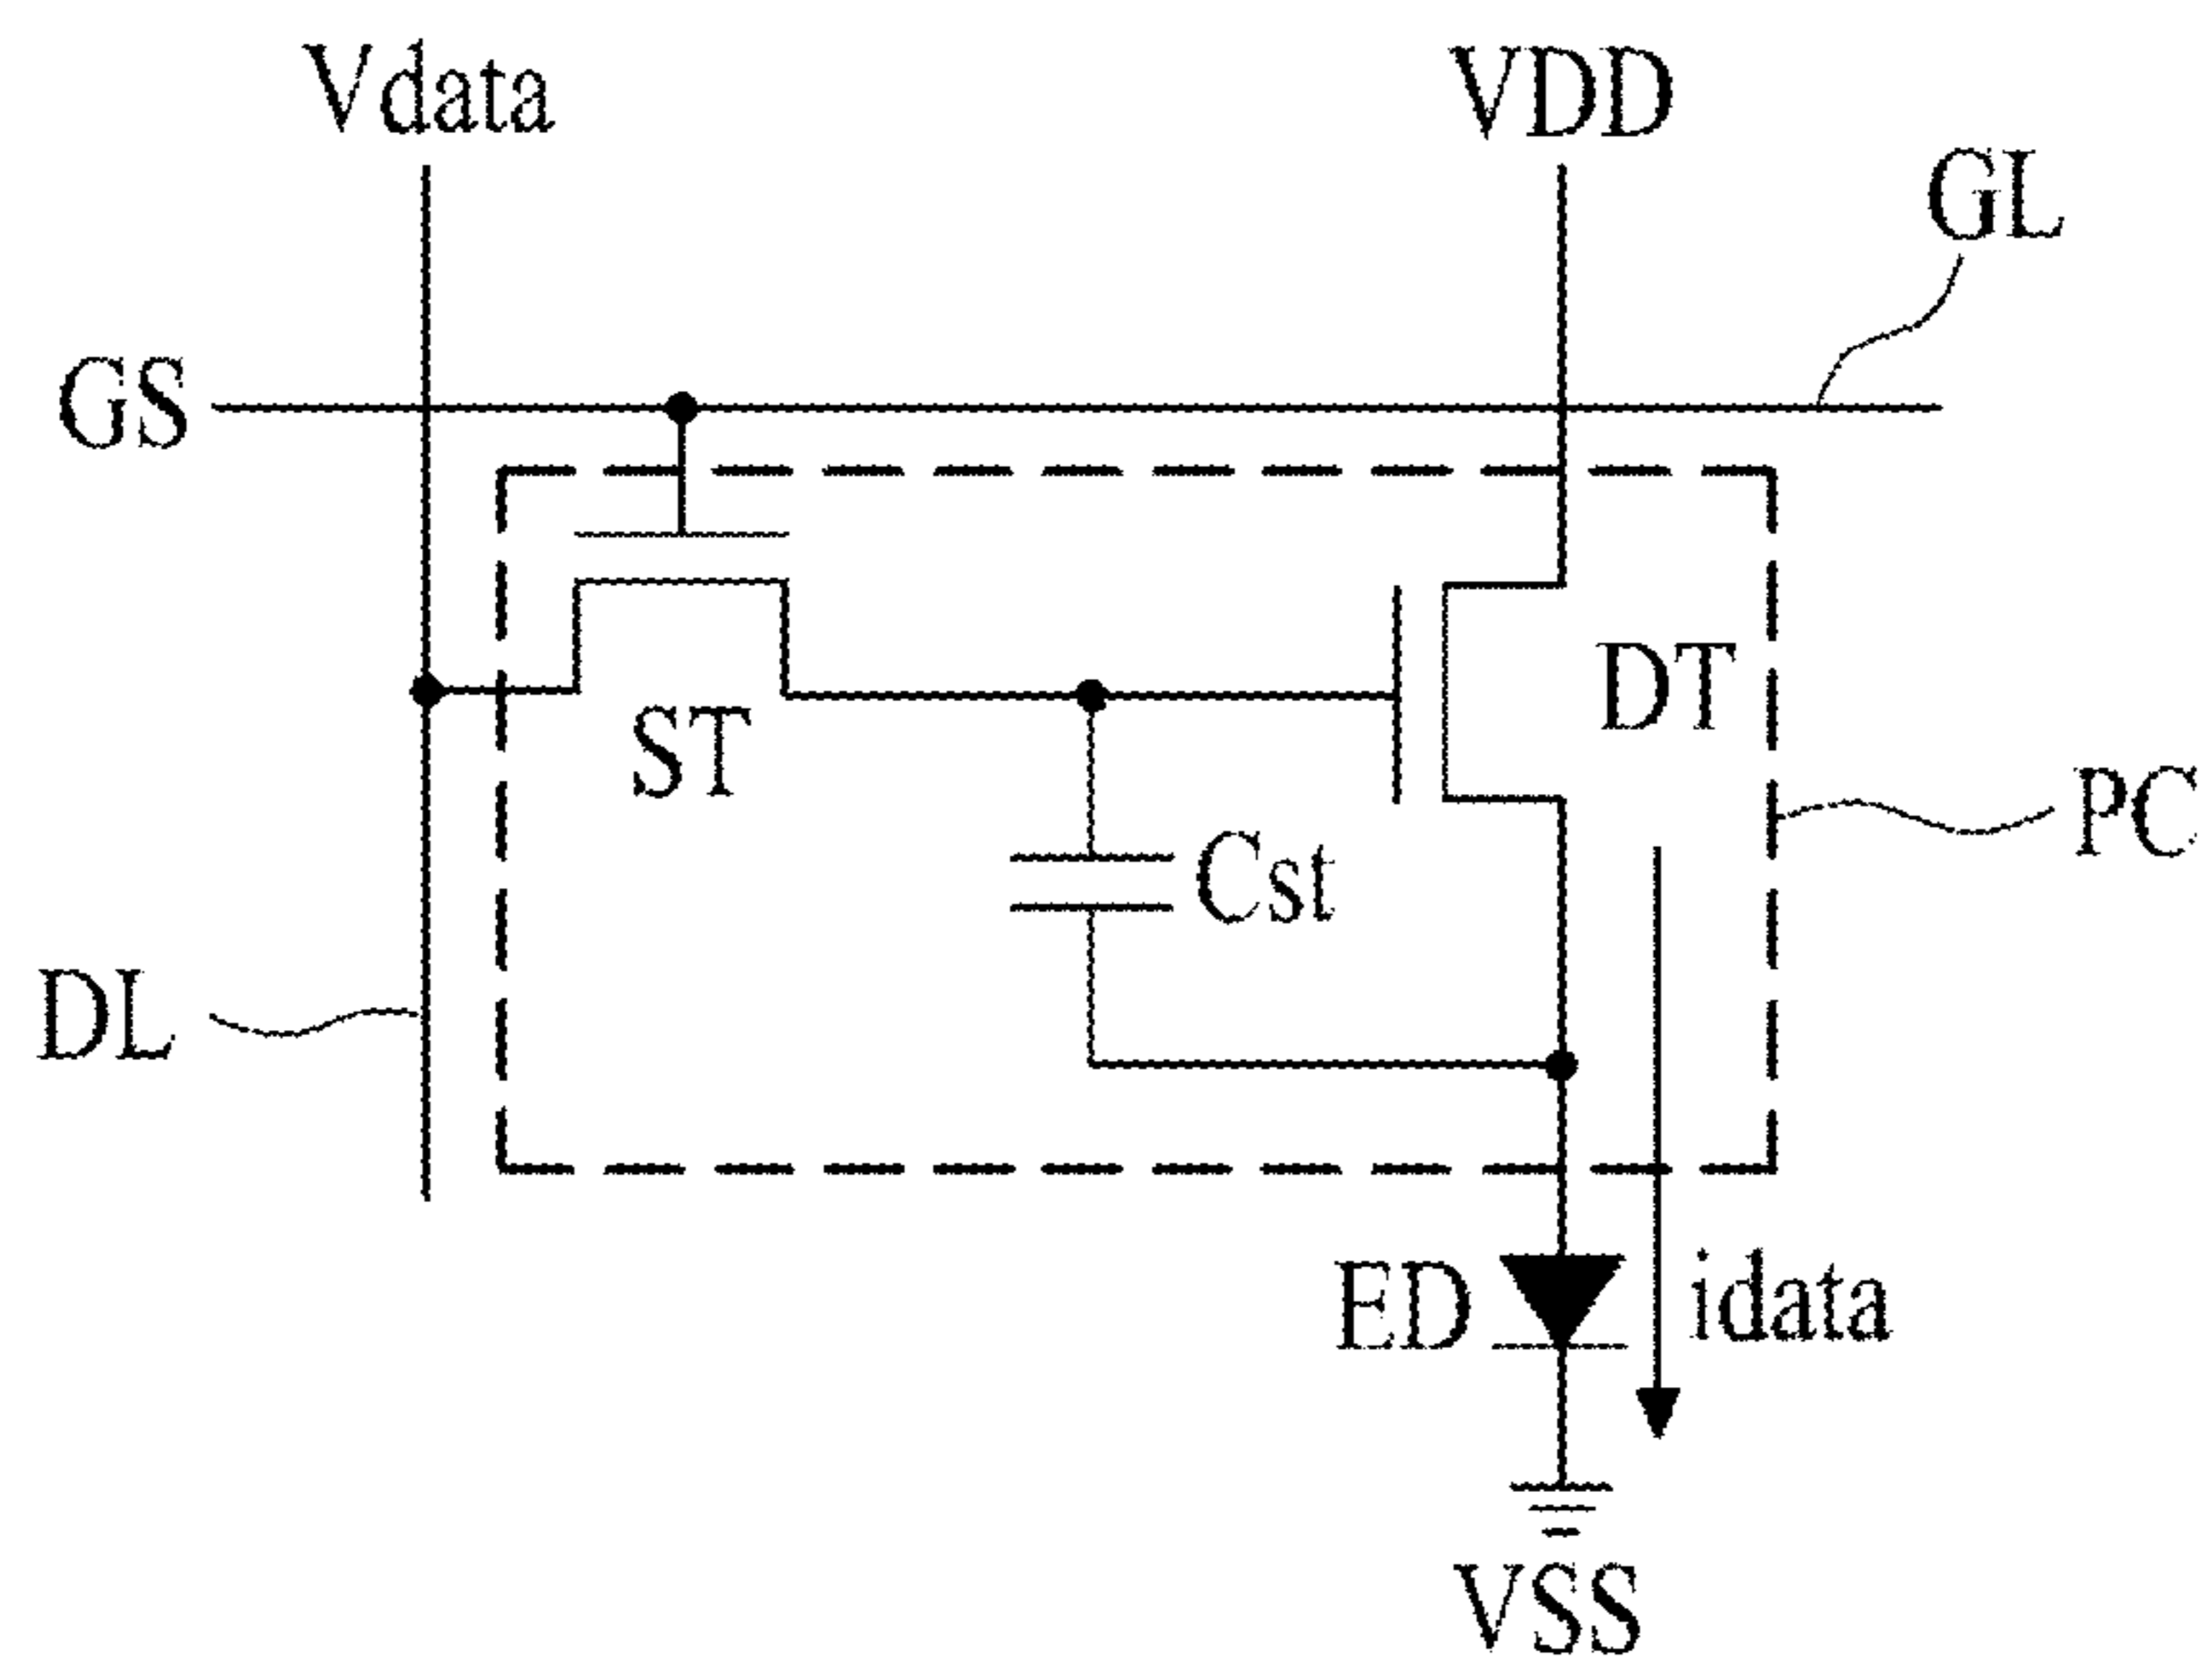 Vdata
VDD
GL
GS
DT
ST
PC
Cst
DL
ED
idata
VSS